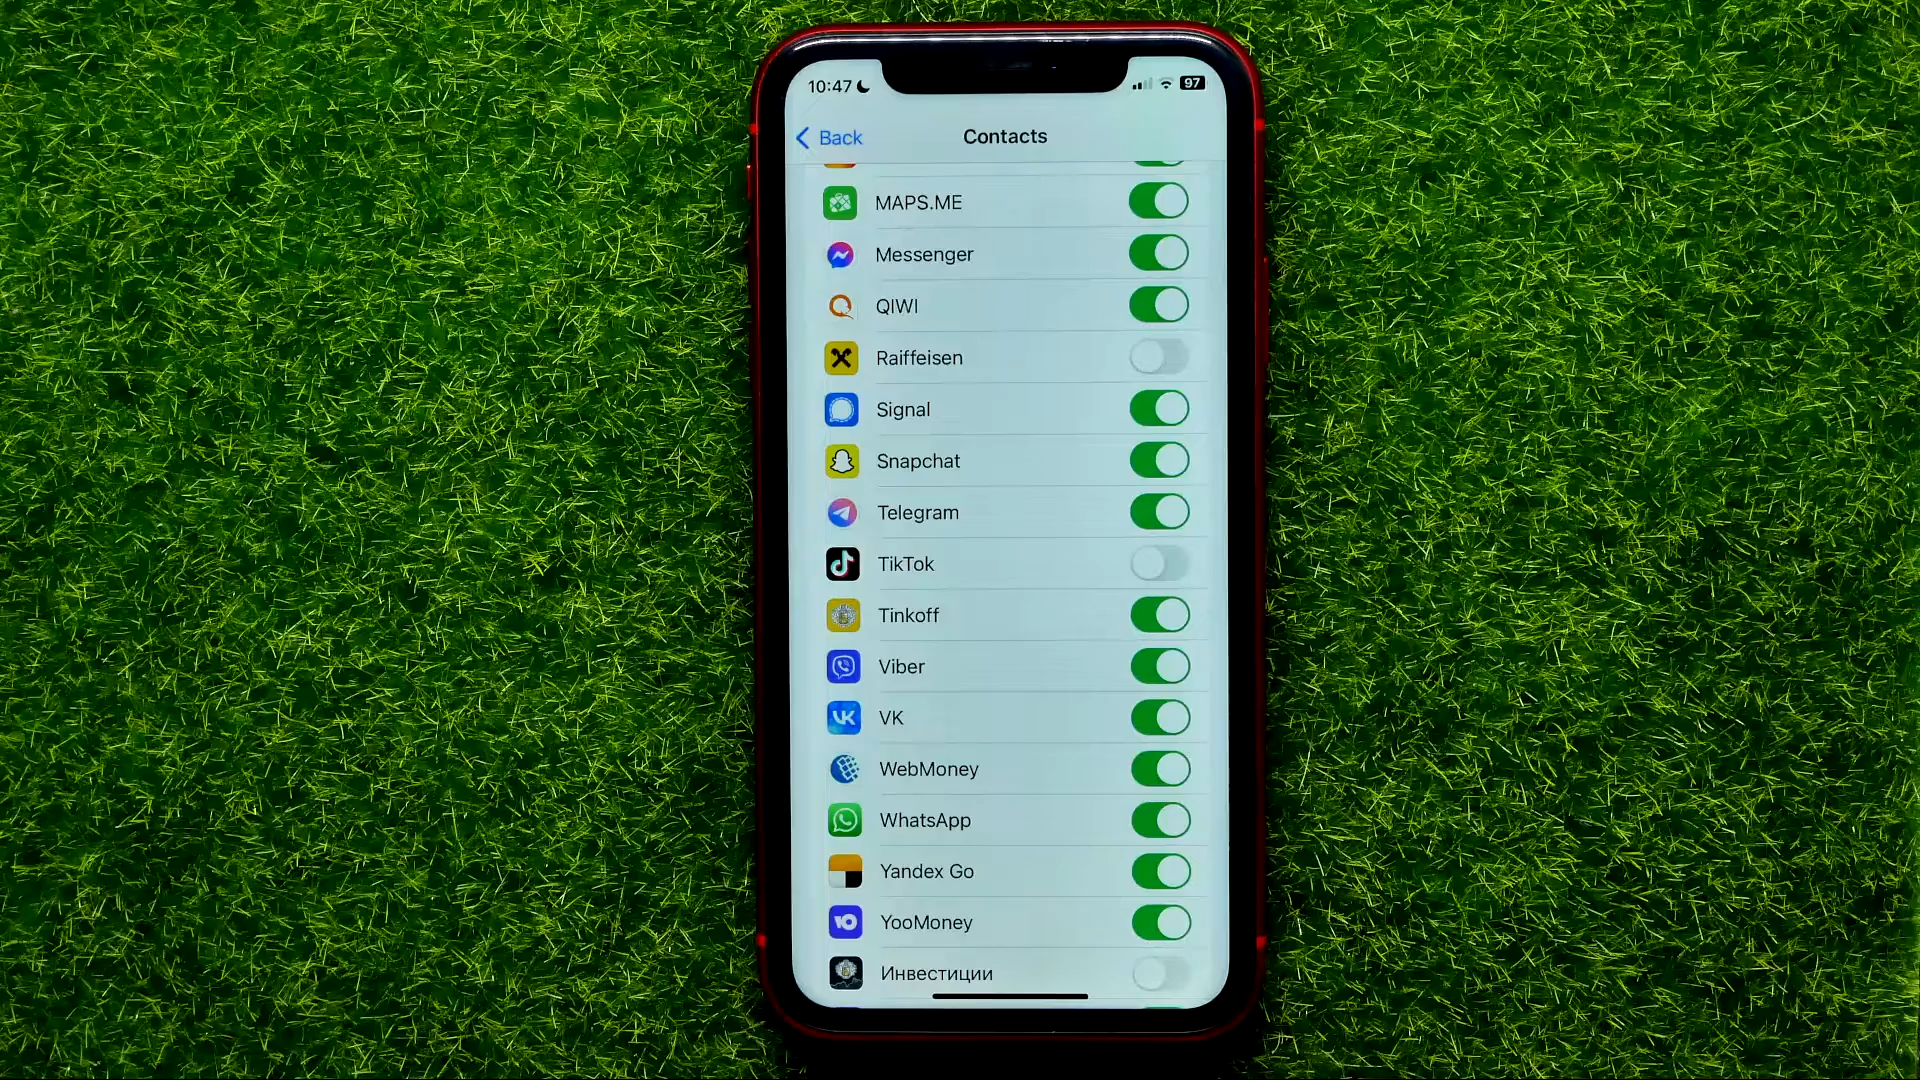 10:47
97
Back
Contacts
MAPS.ME
Messenger
QIWI
Raiffeisen
Signal
Snapchat
Telegram
TikTok
Tinkoff
Viber
VK
VK
WebMoney
WhatsApp
Yandex Go
YooMoney
Инвестиции